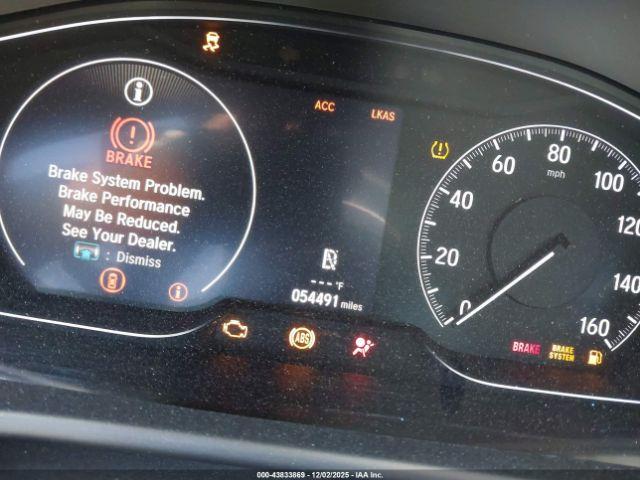 ACC
LKAS
BRAKE
Brake System Problem.
Brake Performance
May Be Reduced.
See Your Dealer.
: Dismiss
---°F
054491 miles
ABS
0
20
40
60
80
100
120
140
160
mph
BRAKE
BRAKE
SYSTEM
000-43833869 • 12/02/2025 • IAA Inc.